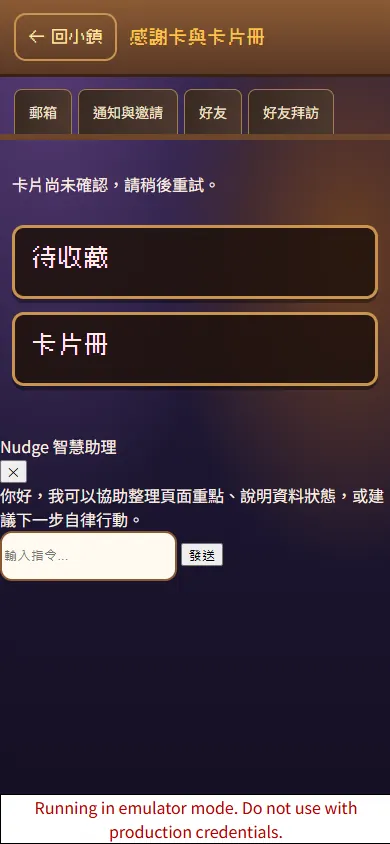 ← 回小鎮
感謝卡與卡片冊
郵箱
通知與邀請
好友
好友拜訪
卡片尚未確認，請稍後重試。
待收藏
卡片冊
Nudge 智慧助理
×
你好，我可以協助整理頁面重點、說明資料狀態，或建
議下一步自律行動。
輸入指令...
發送
Running in emulator mode. Do not use with
production credentials.